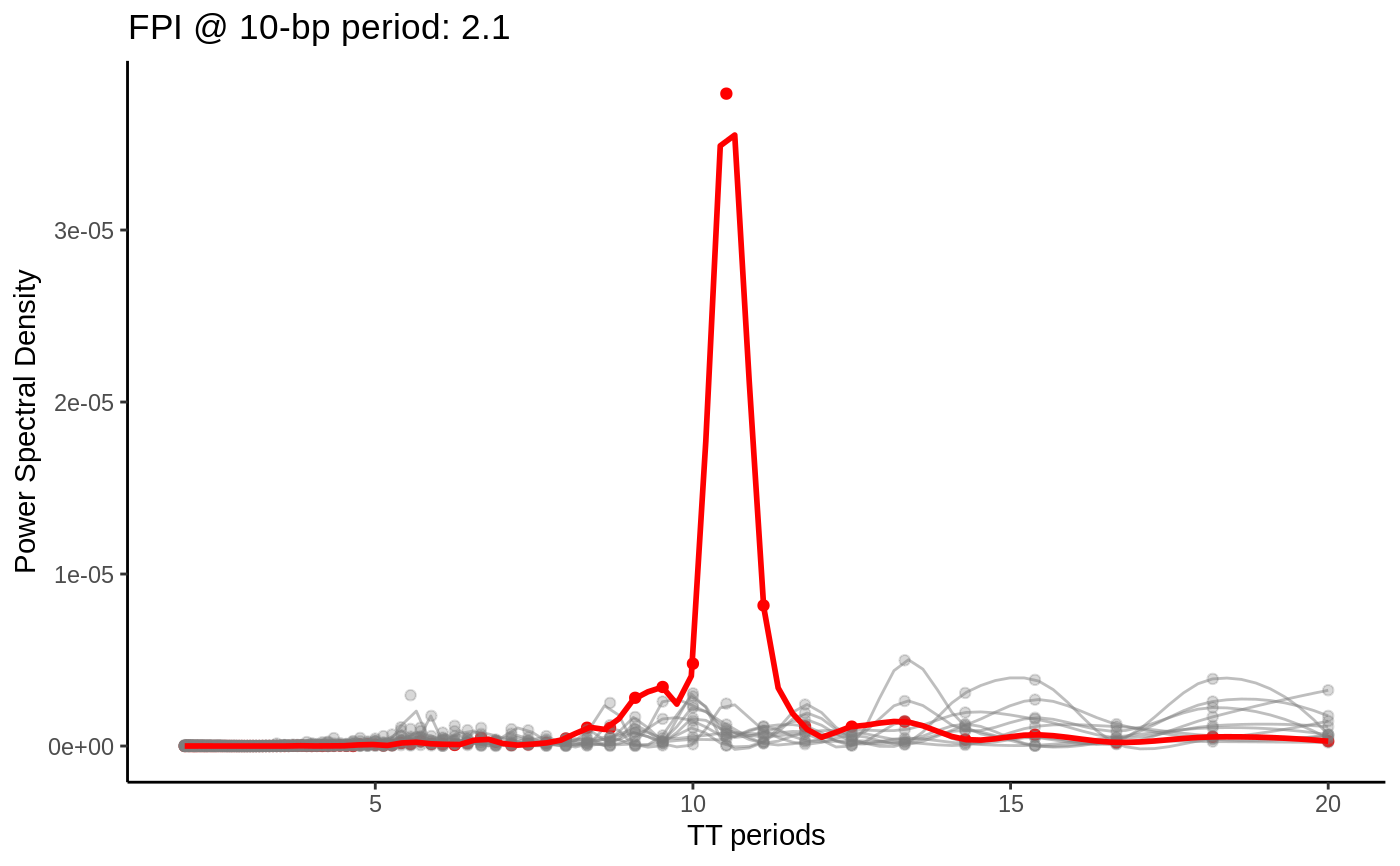 FPI @ 10-bp period: 2.1
Power Spectral Density
3e-05
2e-05
1e-05
0e+00
5
10
15
20
TT periods